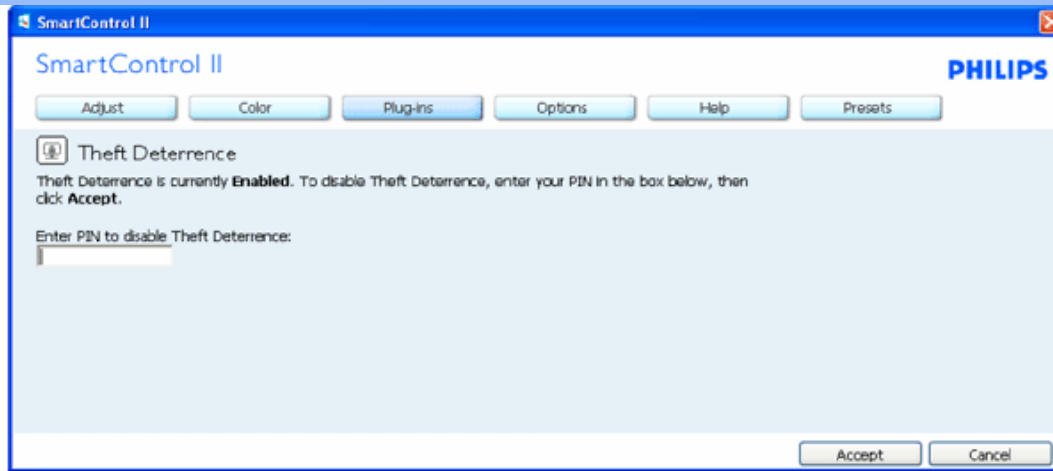 SmartControl II
SmartControl II
PHILIPS
Adjust Color Plug-ins Options Help Presets
Theft Deterrence
Theft Deterrence is currently Enabled. To disable Theft Deterrence, enter your PIN in the box below, then
click Accept.
Enter PIN to disable Theft Deterrence:
Accept Cancel